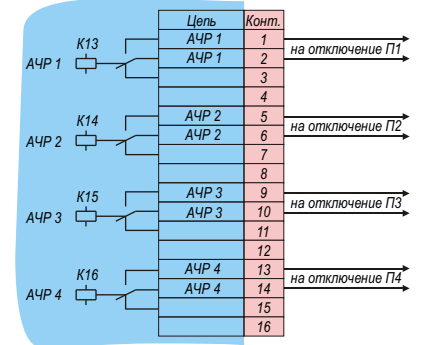 Цепь Конт.
К13 АЧР 1 1 на отключение П1
АЧР 1 АЧР 1 2
3
4
К14 АЧР 2 5 на отключение П2
АЧР 2 АЧР 2 6
7
8
К15 АЧР 3 9 на отключение П3
АЧР 3 АЧР 3 10
11
12
К16 АЧР 4 13 на отключение П4
АЧР 4 АЧР 4 14
15
16